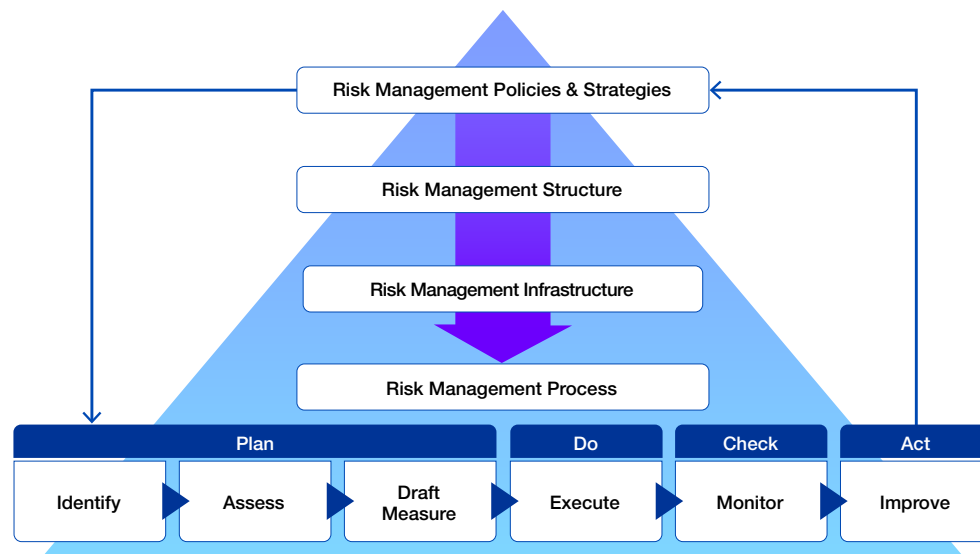 Risk Management Policies & Strategies
Risk Management Structure
Risk Management Infrastructure
Risk Management Process
Plan
Do
Check
Act
Identify
Assess
Draft
Measure
Execute
Monitor
Improve